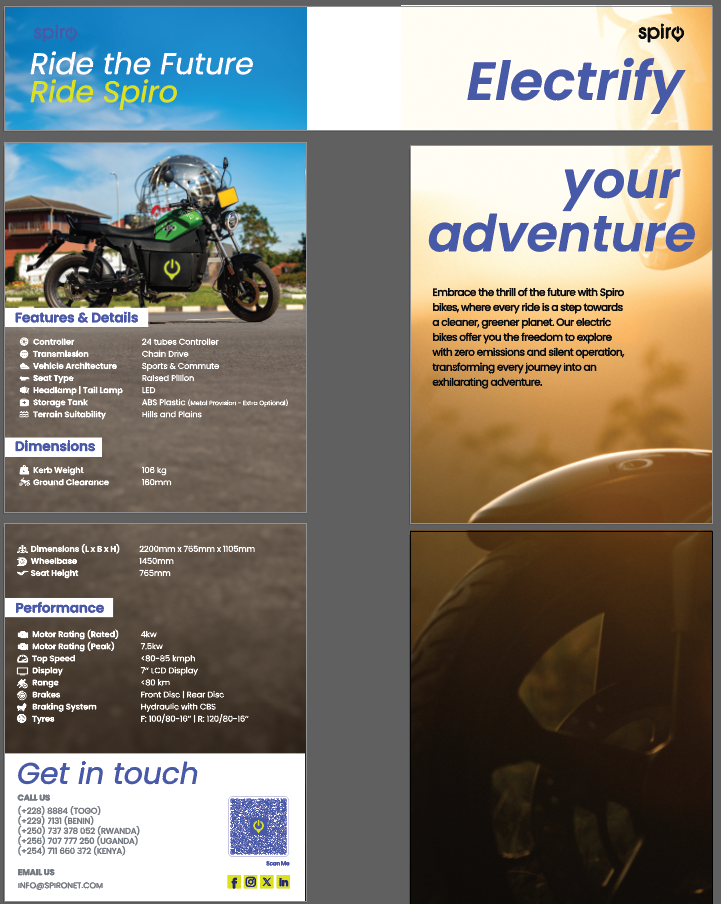 spiro
Ride the Future
Ride Spiro
Features & Details
Controller 24 tubes Controller
Transmission Chain Drive
Vehicle Architecture Sports & Commute
Seat Type Raised Pillion
Headlamp | Tail Lamp LED
Storage Tank ABS Plastic (Metal Provision - Extra Optional)
Terrain Suitability Hills and Plains
Dimensions
Kerb Weight 106 kg
Ground Clearance 160mm
Dimensions (L x B x H) 2200mm x 765mm x 1105mm
Wheelbase 1450mm
Seat Height 765mm
Performance
Motor Rating (Rated) 4kw
Motor Rating (Peak) 7.5kw
Top Speed <80-85 kmph
Display 7" LCD Display
Range <80 km
Brakes Front Disc | Rear Disc
Braking System Hydraulic with CBS
Tyres F: 100/80-16" | R: 120/80-16"
Get in touch
CALL US
(+228) 8884 (TOGO)
(+229) 7131 (BENIN)
(+250) 737 378 052 (RWANDA)
(+256) 707 777 250 (UGANDA)
(+254) 711 660 372 (KENYA)
EMAIL US
INFO@SPIRONET.COM
Scan Me
spiro
Electrify
your
adventure
Embrace the thrill of the future with Spiro
bikes, where every ride is a step towards
a cleaner, greener planet. Our electric
bikes offer you the freedom to explore
with zero emissions and silent operation,
transforming every journey into an
exhilarating adventure.